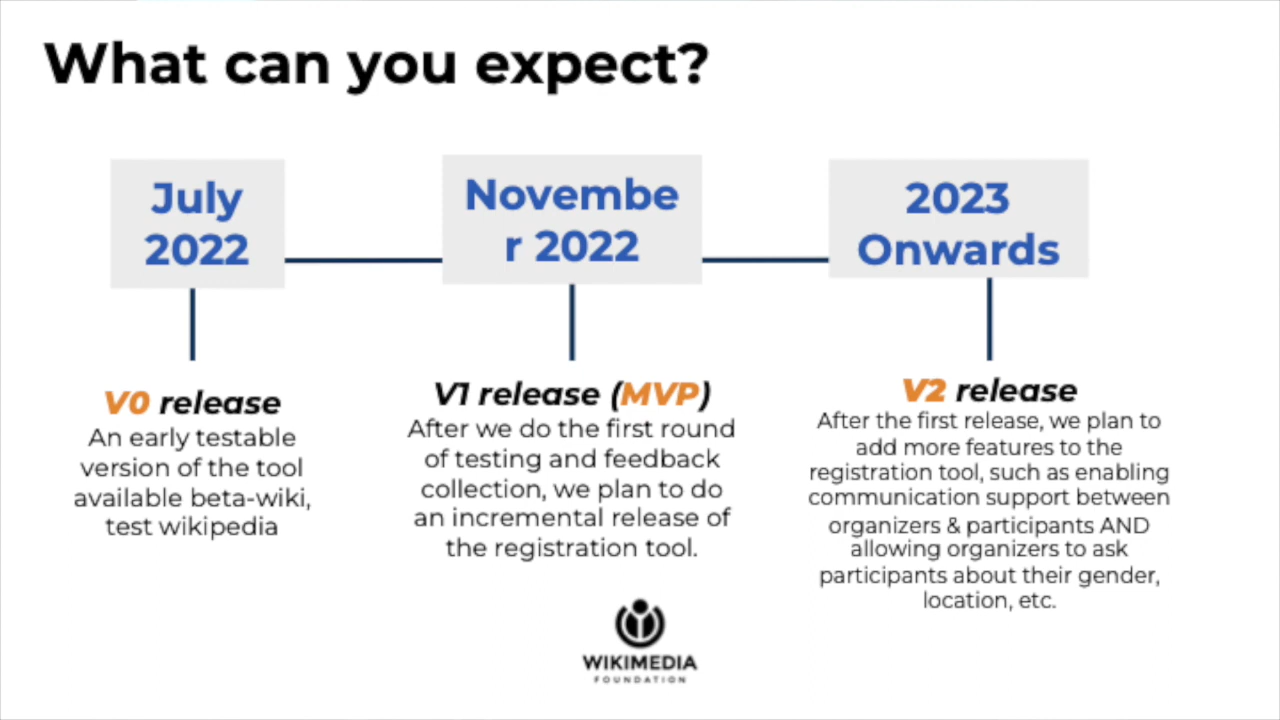 What can you expect?
July
2022
Novembe
r 2022
2023
Onwards
V0 release
An early testable
version of the tool
available beta-wiki,
test wikipedia
V1 release (MVP)
After we do the first round
of testing and feedback
collection, we plan to do
an incremental release of
the registration tool.
V2 release
After the first release, we plan to
add more features to the
registration tool, such as enabling
communication support between
organizers & participants AND
allowing organizers to ask
participants about their gender,
location, etc.
WIKIMEDIA
FOUNDATION